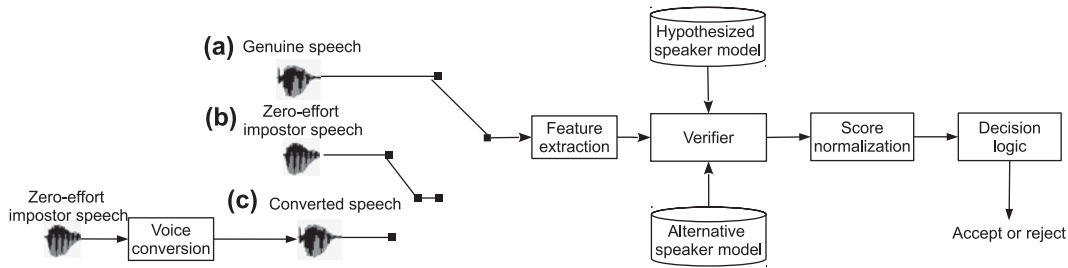 (a) Genuine speech
(b) Zero-effort
impostor speech
Zero-effort
impostor speech
Voice
conversion
(c) Converted speech
Feature
extraction
Hypothesized
speaker model
Verifier
Alternative
speaker model
Score
normalization
Decision
logic
Accept or reject